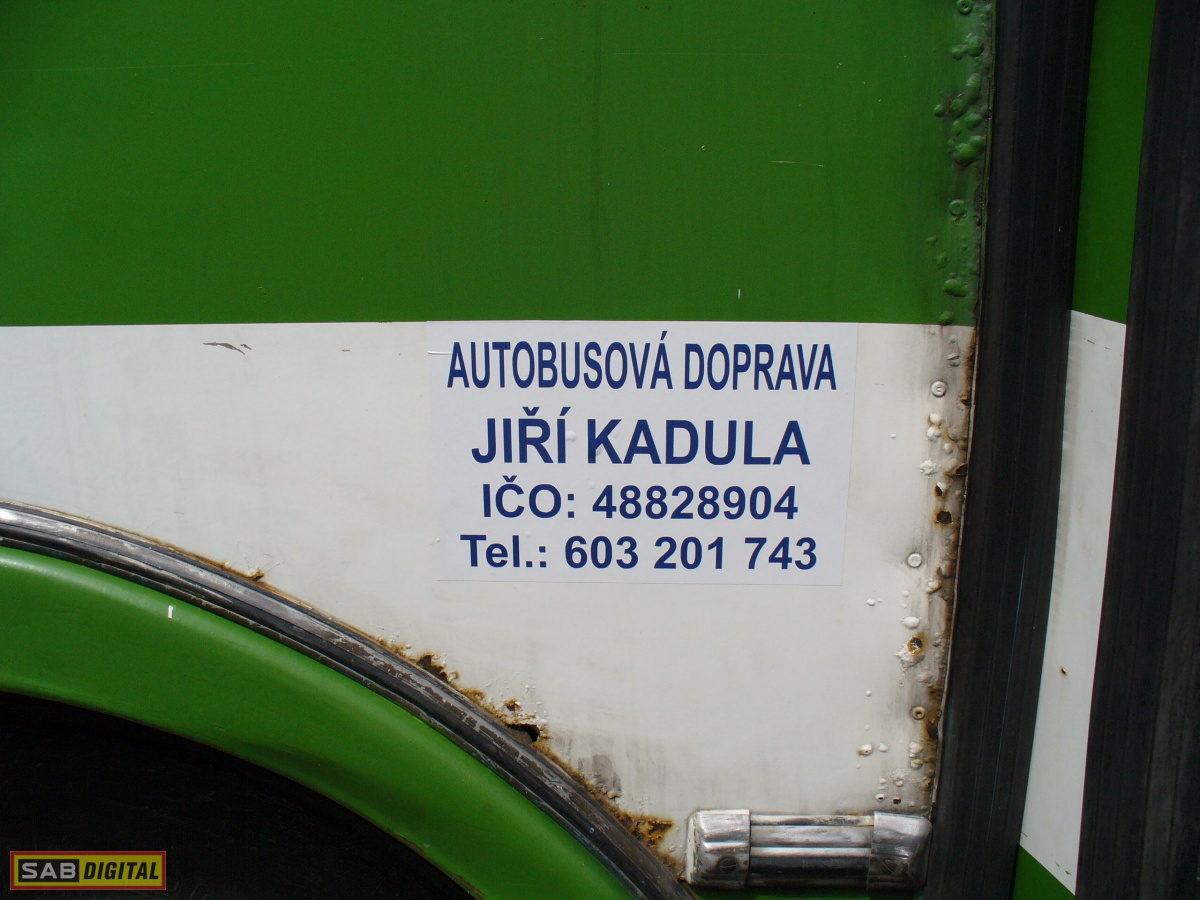 AUTOBUSOVÁ DOPRAVA
JIŘÍ KADULA
IČO: 48828904
Tel.: 603 201 743
SAB DIGITAL